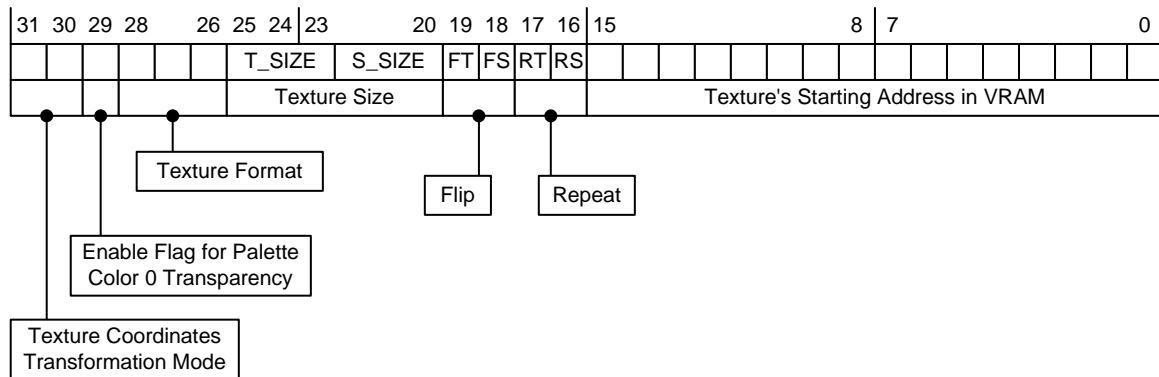 31 30 29 28 26 25 24 23 20 19 18 17 16 15 8 7 0
T_SIZE S_SIZE FT FS RT RS
Texture Size Texture's Starting Address in VRAM
Texture Format
Flip Repeat
Enable Flag for Palette
Color 0 Transparency
Texture Coordinates
Transformation Mode